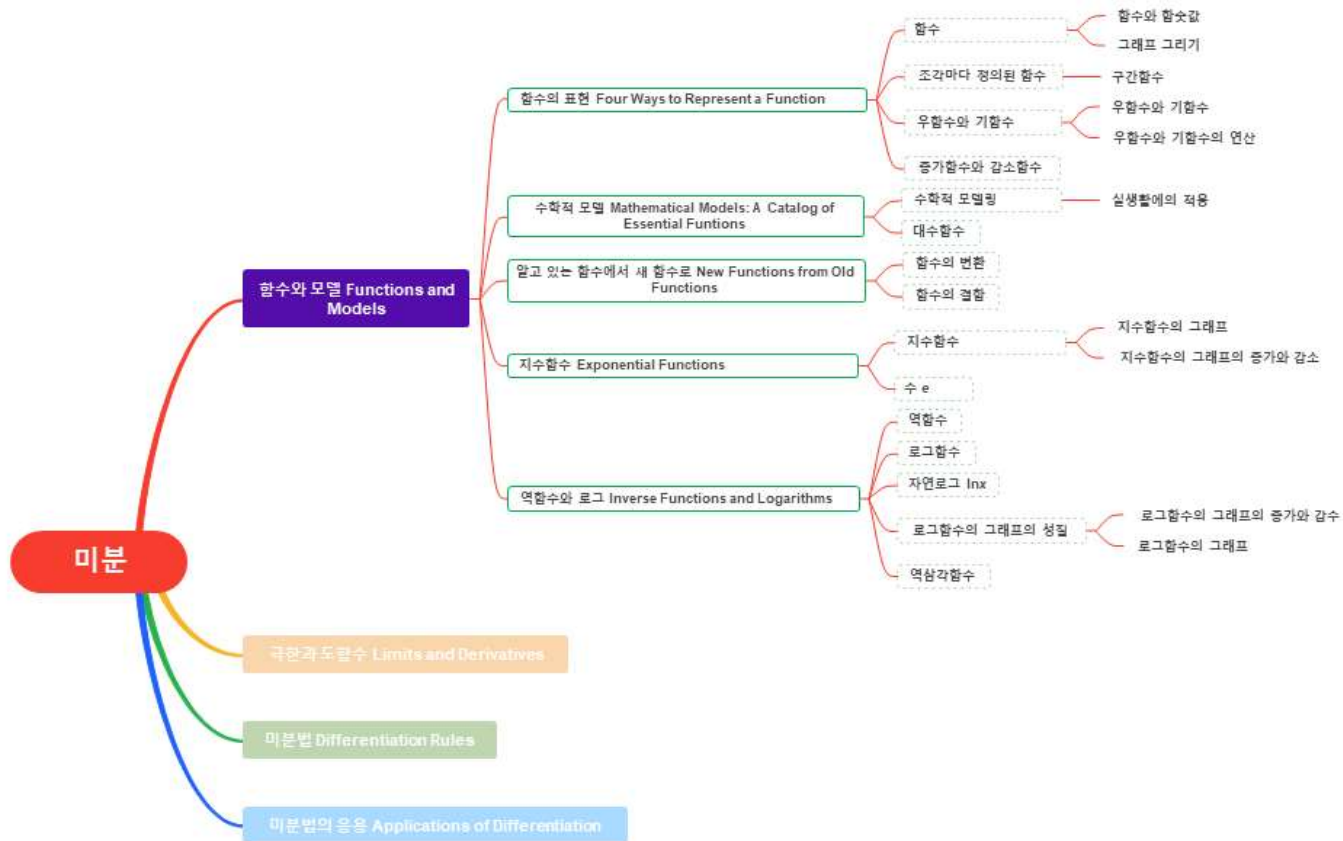 미분
함수와 모델 Functions and
Models
함수의 표현 Four Ways to Represent a Function
함수
함수와 함숫값
그래프 그리기
조각마다 정의된 함수
구간함수
우함수와 기함수
우함수와 기함수
우함수와 기함수의 연산
증가함수와 감소함수
수학적 모델 Mathematical Models: A Catalog of
Essential Funtions
수학적 모델링
실생활에의 적용
대수함수
알고 있는 함수에서 새 함수로 New Functions from Old
Functions
함수의 변환
함수의 결합
지수함수 Exponential Functions
지수함수
지수함수의 그래프
지수함수의 그래프의 증가와 감소
수 e
역함수와 로그 Inverse Functions and Logarithms
역함수
로그함수
자연로그 lnx
로그함수의 그래프의 성질
로그함수의 그래프의 증가와 감수
로그함수의 그래프
역삼각함수
극한과 도함수 Limits and Derivatives
미분법 Differentiation Rules
미분법의 응용 Applications of Differentiation